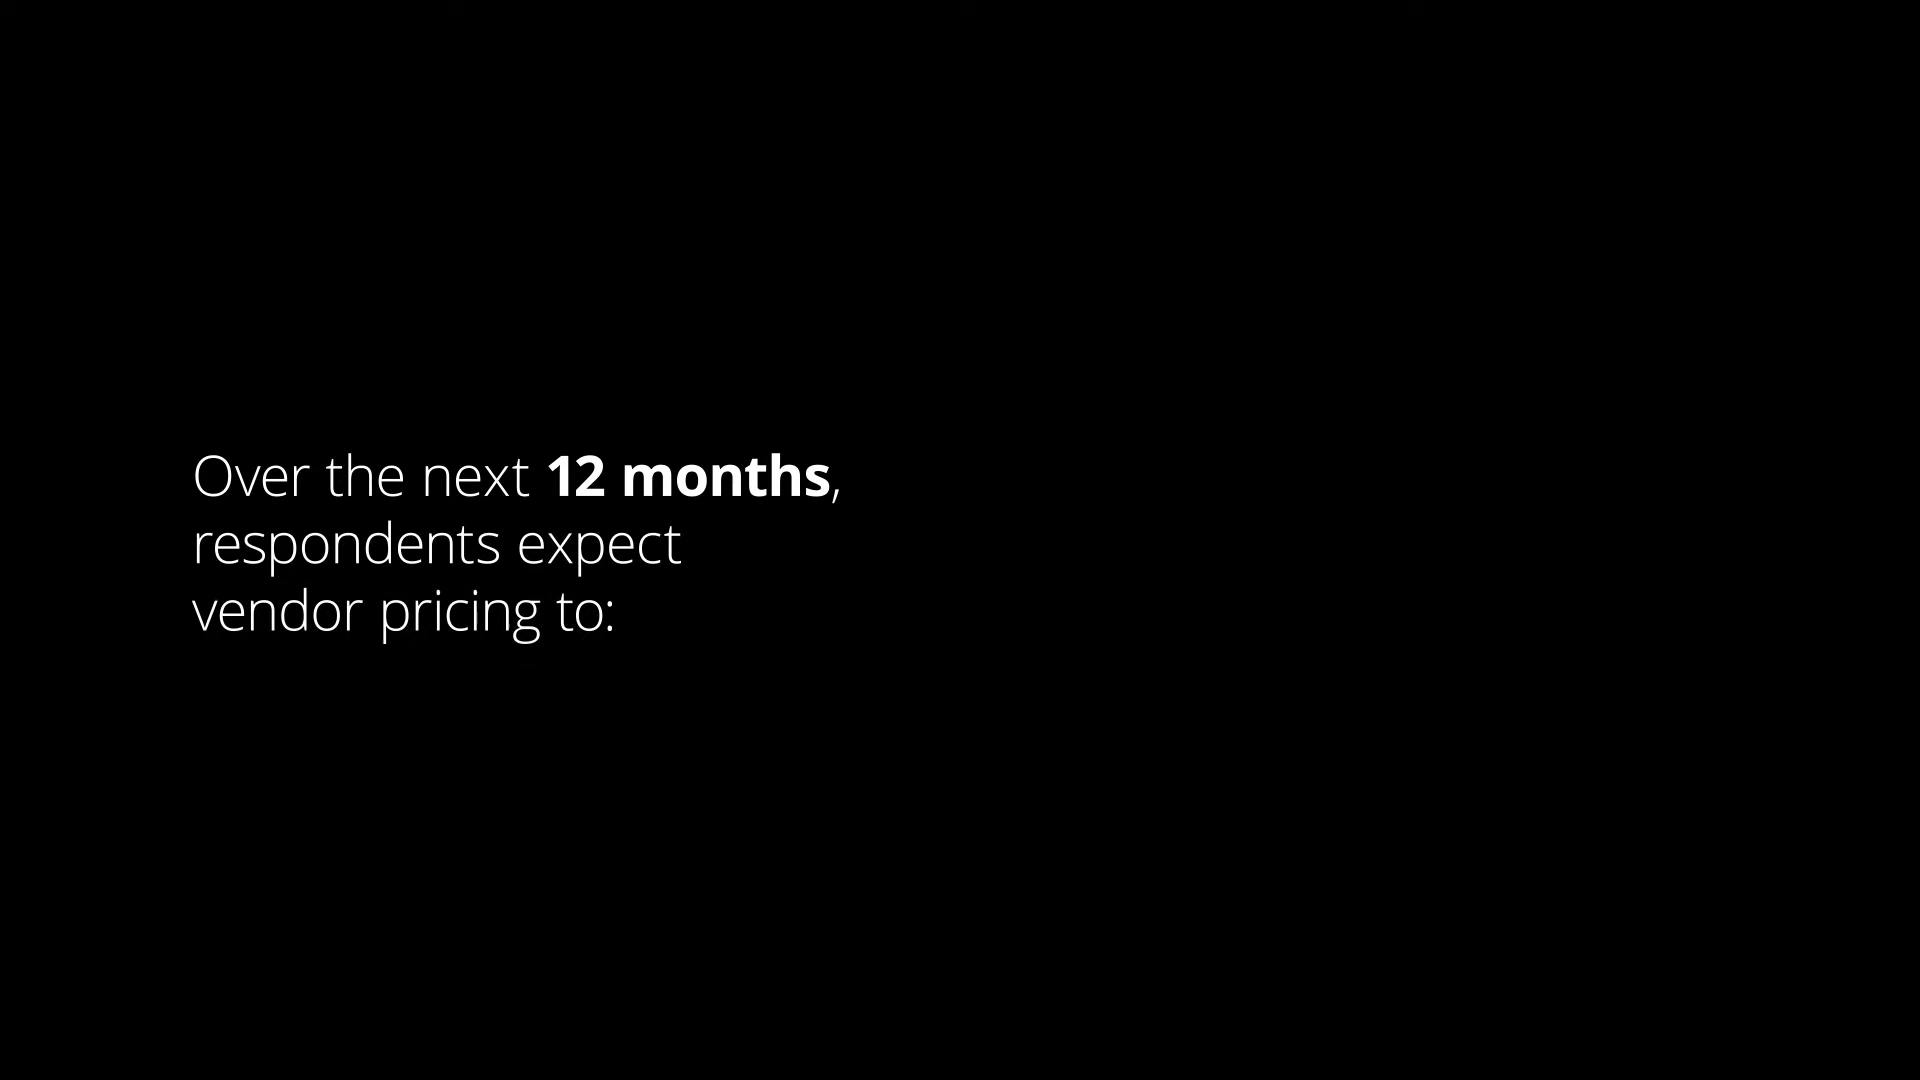 Over the next 12 months,
respondents expect
vendor pricing to: